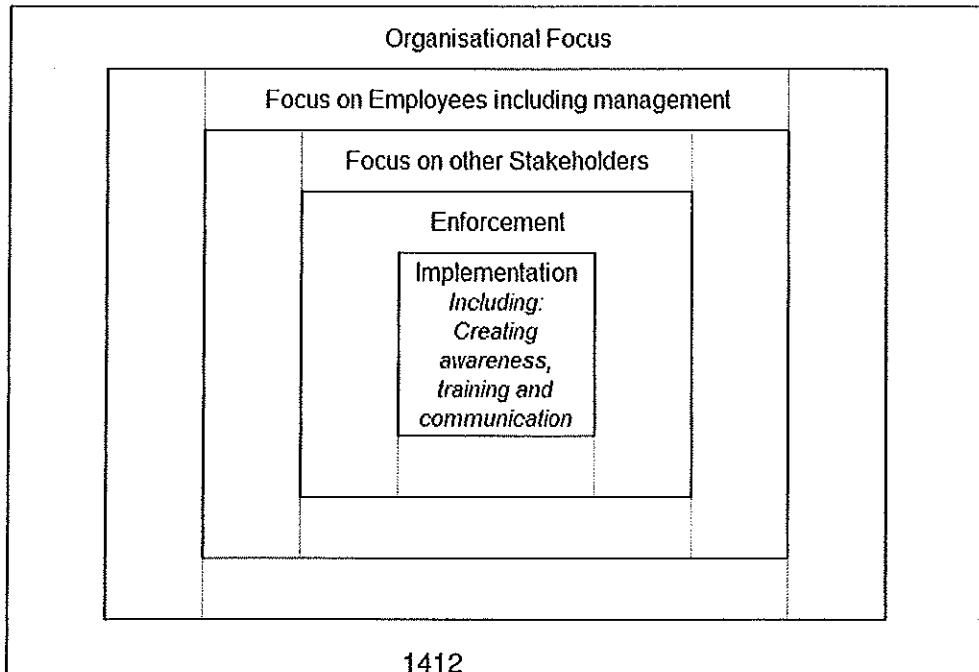 Organisational Focus
Focus on Employees including management
Focus on other Stakeholders
Enforcement
Implementation
Including:
Creating
awareness,
training and
communication
1412